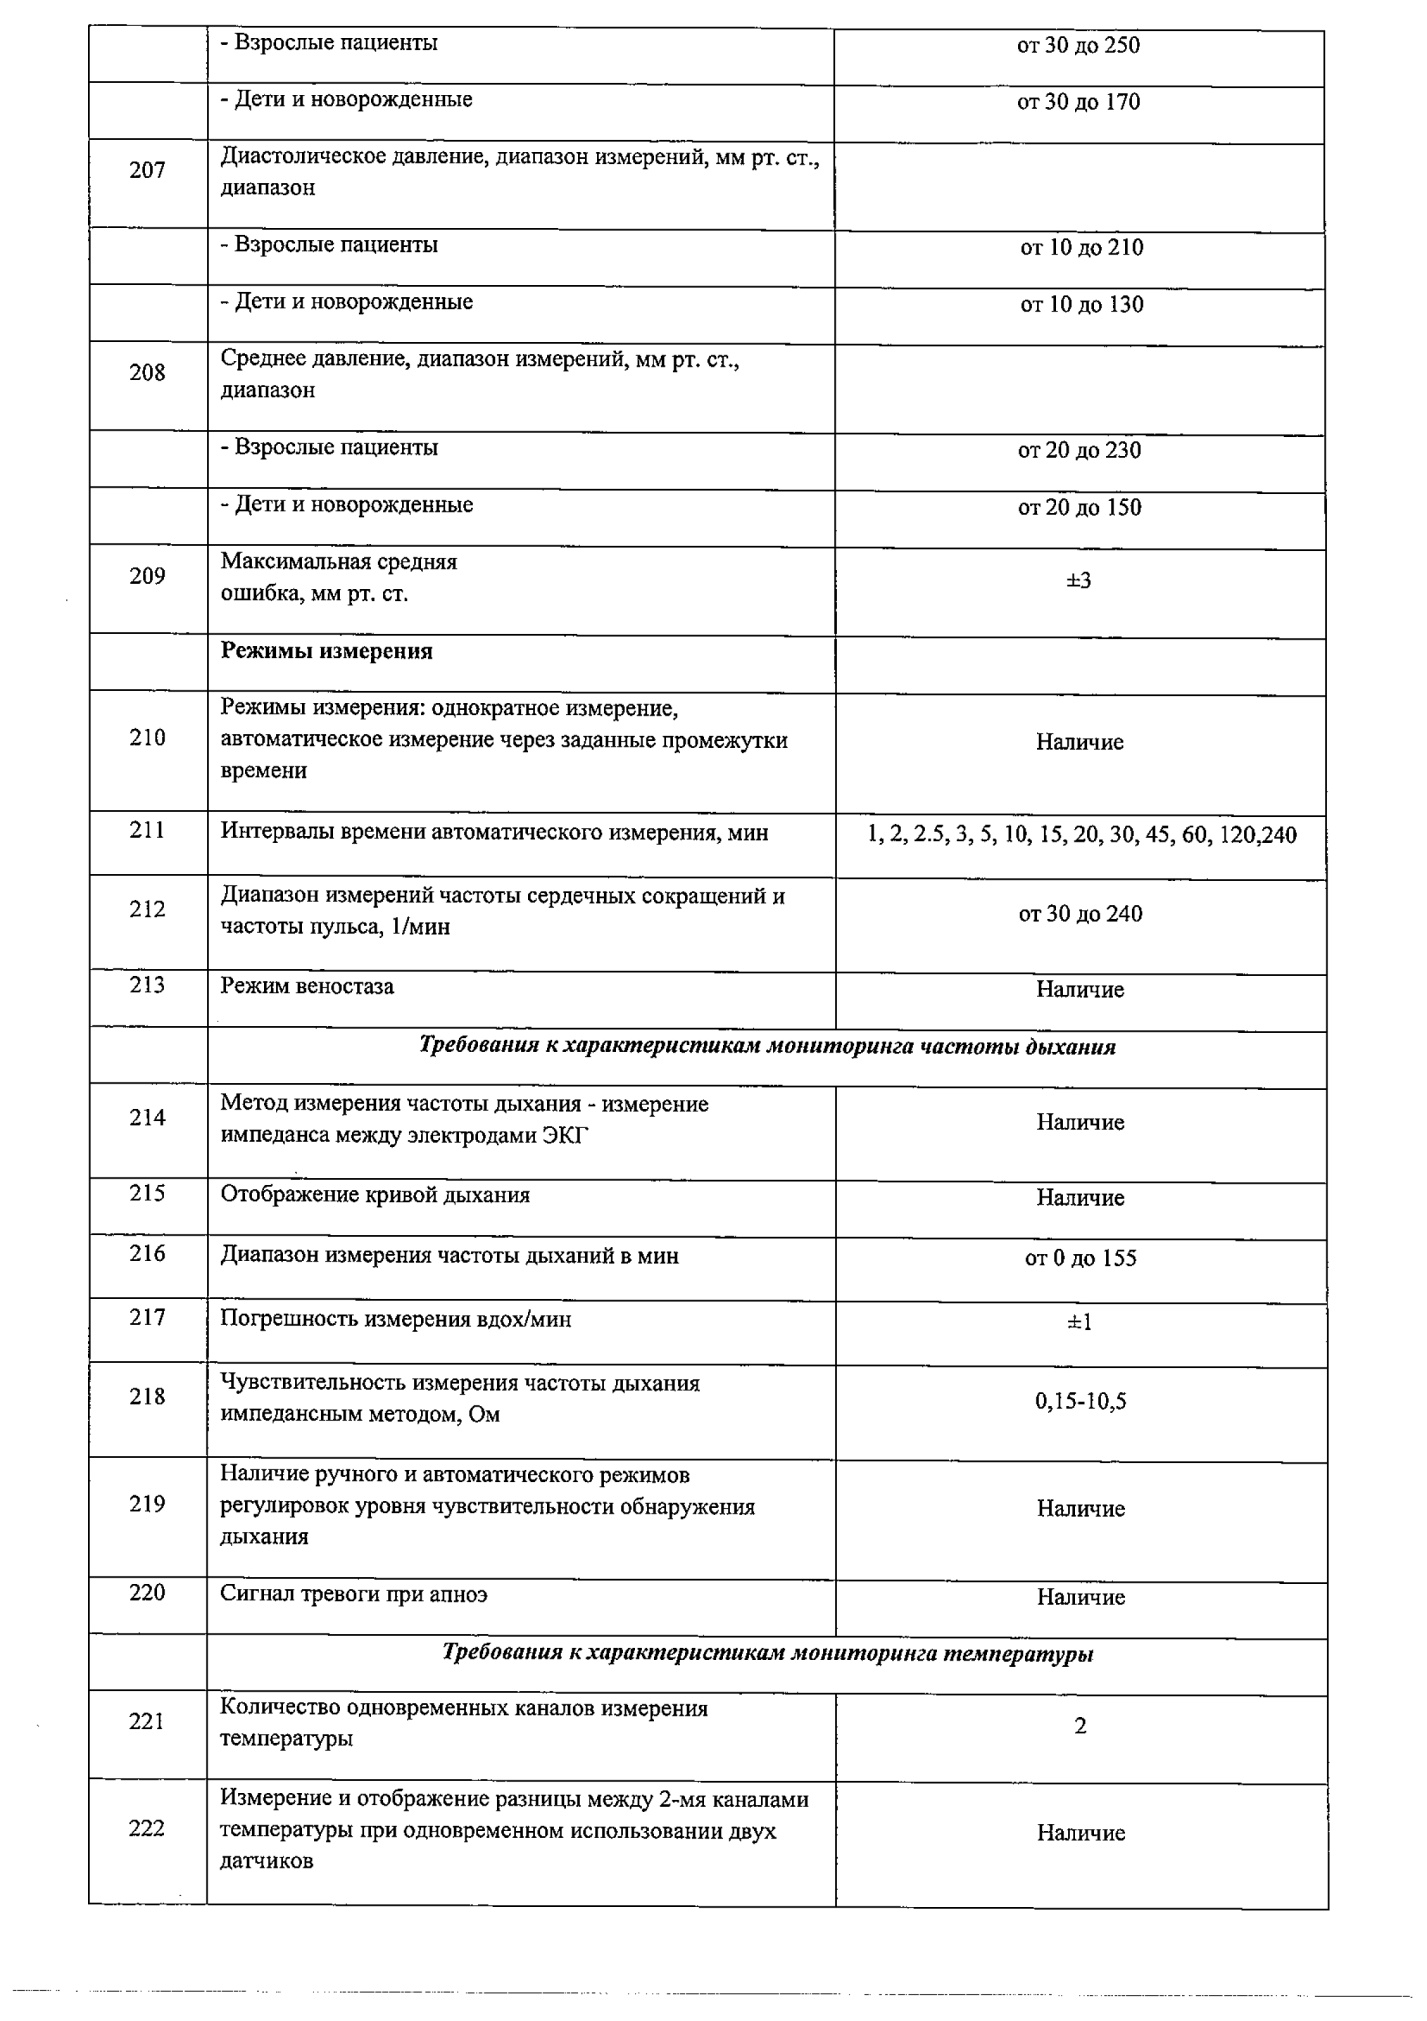 - Взрослые пациенты
от 30 до 250
- Дети и новорожденные
от 30 до 170
207
Диастолическое давление, диапазон измерений, мм рт. ст.,
диапазон
- Взрослые пациенты
от 10 до 210
- Дети и новорожденные
от 10 до 130
208
Среднее давление, диапазон измерений, мм рт. ст.,
диапазон
- Взрослые пациенты
от 20 до 230
- Дети и новорожденные
от 20 до 150
209
Максимальная средняя
ошибка, мм рт. ст.
±3
Режимы измерения
210
Режимы измерения: однократное измерение,
автоматическое измерение через заданные промежутки
времени
Наличие
211
Интервалы времени автоматического измерения, мин
1, 2, 2.5, 3, 5, 10, 15, 20, 30, 45, 60, 120,240
212
Диапазон измерений частоты сердечных сокращений и
частоты пульса, 1/мин
от 30 до 240
213
Режим веностаза
Наличие
Требования к характеристикам мониторинга частоты дыхания
214
Метод измерения частоты дыхания - измерение
импеданса между электродами ЭКГ
Наличие
215
Отображение кривой дыхания
Наличие
216
Диапазон измерения частоты дыханий в мин
от 0 до 155
217
Погрешность измерения вдох/мин
±1
218
Чувствительность измерения частоты дыхания
импедансным методом, Ом
0,15-10,5
219
Наличие ручного и автоматического режимов
регулировок уровня чувствительности обнаружения
дыхания
Наличие
220
Сигнал тревоги при апноэ
Наличие
Требования к характеристикам мониторинга температуры
221
Количество одновременных каналов измерения
температуры
2
222
Измерение и отображение разницы между 2-мя каналами
температуры при одновременном использовании двух
датчиков
Наличие